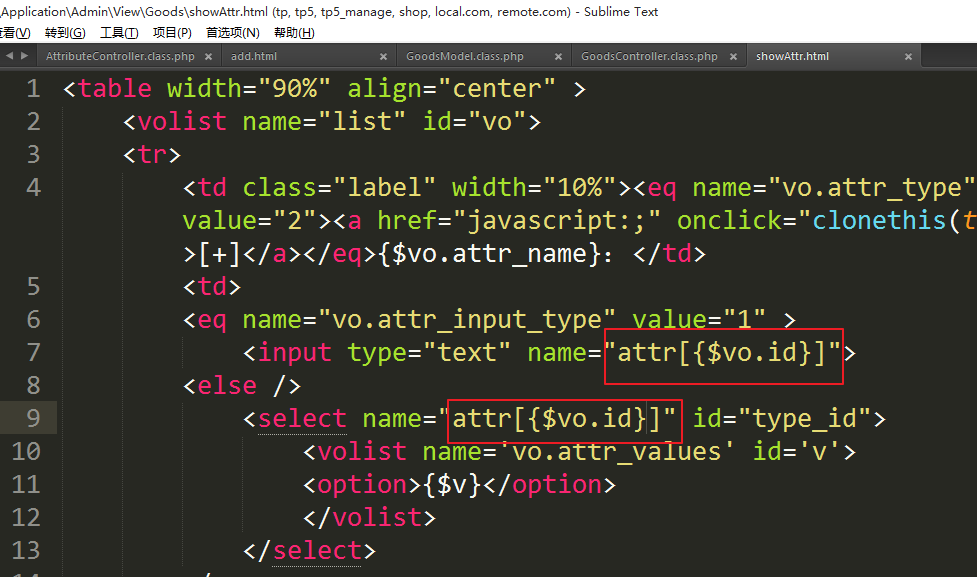 \Application\Admin\View\Goods\showAttr.html (tp, tp5, tp5_manage, shop, local.com, remote.com) - Sublime Text
查看(V) 转到(G) 工具(T) 项目(P) 首选项(N) 帮助(H)
AttributeController.class.php × add.html × GoodsModel.class.php × GoodsController.class.php × showAttr.html ×
1 <table width="90%" align="center" >
2 <volist name="list" id="vo">
3 <tr>
4 <td class="label" width="10%"><eq name="vo.attr_type"
value="2"><a href="javascript:;" onclick="clonethis(t
>[+]</a></eq>{$vo.attr_name}: </td>
5 <td>
6 <eq name="vo.attr_input_type" value="1" >
7 <input type="text" name="attr[{$vo.id}]">
8 <else />
9 <select name="attr[{$vo.id}]" id="type_id">
10 <volist name='vo.attr_values' id='v'>
11 <option>{$v}</option>
12 </volist>
13 </select>